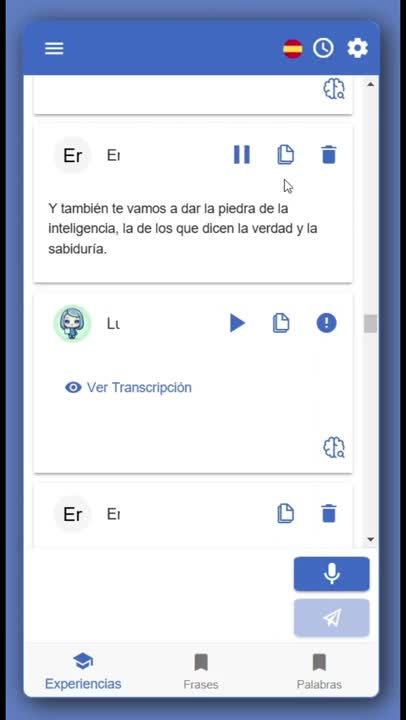 Er Er
Y también te vamos a dar la piedra de la
inteligencia, la de los que dicen la verdad y la
sabiduría.
Lu
Ver Transcripción
Er Er
Experiencias
Frases
Palabras